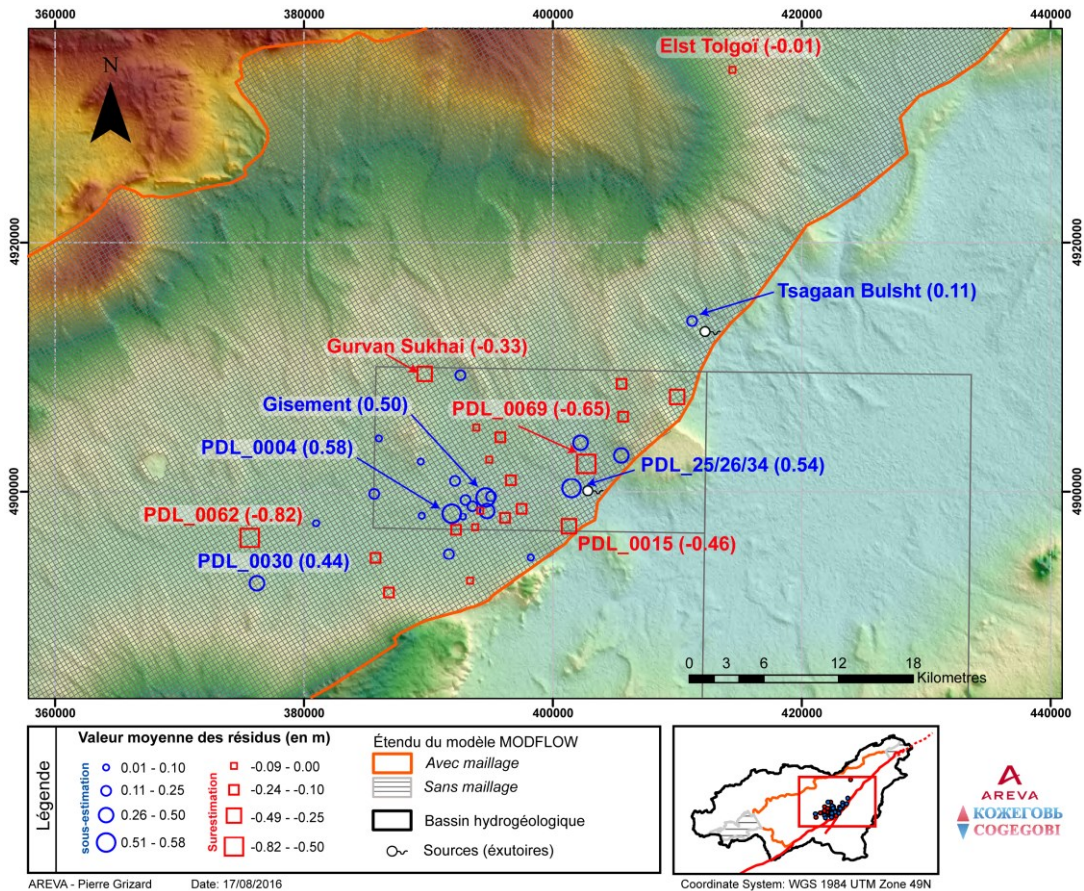 360000 380000 400000 420000 440000
N
Elst Tolgoï (-0.01)
4920000 4920000
Tsagaan Bulsht (0.11)
Gurvan Sukhai (-0.33)
Gisement (0.50)
PDL_0069 (-0.65)
PDL_0004 (0.58)
PDL_25/26/34 (0.54)
4900000 4900000
PDL_0062 (-0.82)
PDL_0015 (-0.46)
PDL_0030 (0.44)
0 3 6 12 18
Kilometres
360000 380000 400000 420000 440000
Légende
Valeur moyenne des résidus (en m)
sous-estimation
0.01 - 0.10
0.11 - 0.25
0.26 - 0.50
0.51 - 0.58
Surestimation
-0.09 - 0.00
-0.24 - -0.10
-0.49 - -0.25
-0.82 - -0.50
Étendu du modèle MODFLOW
Avec maillage
Sans maillage
Bassin hydrogéologique
Sources (éxutoires)
AREVA
КОЖЕГОВЬ
COGEGOBI
AREVA - Pierre Grizard Date: 17/08/2016
Coordinate System: WGS 1984 UTM Zone 49N